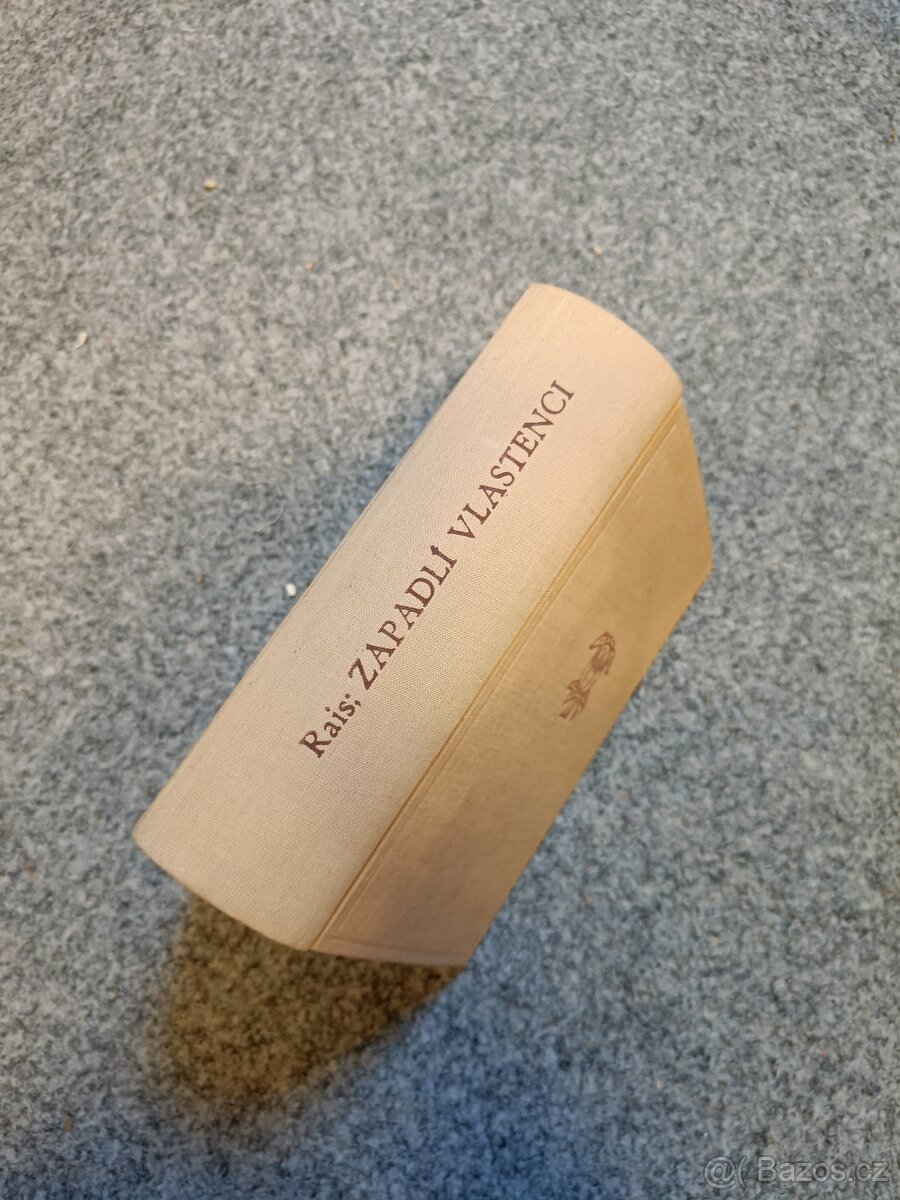 Rais; ZAPADLÍ VLASTENCI
@( Bazos.cz